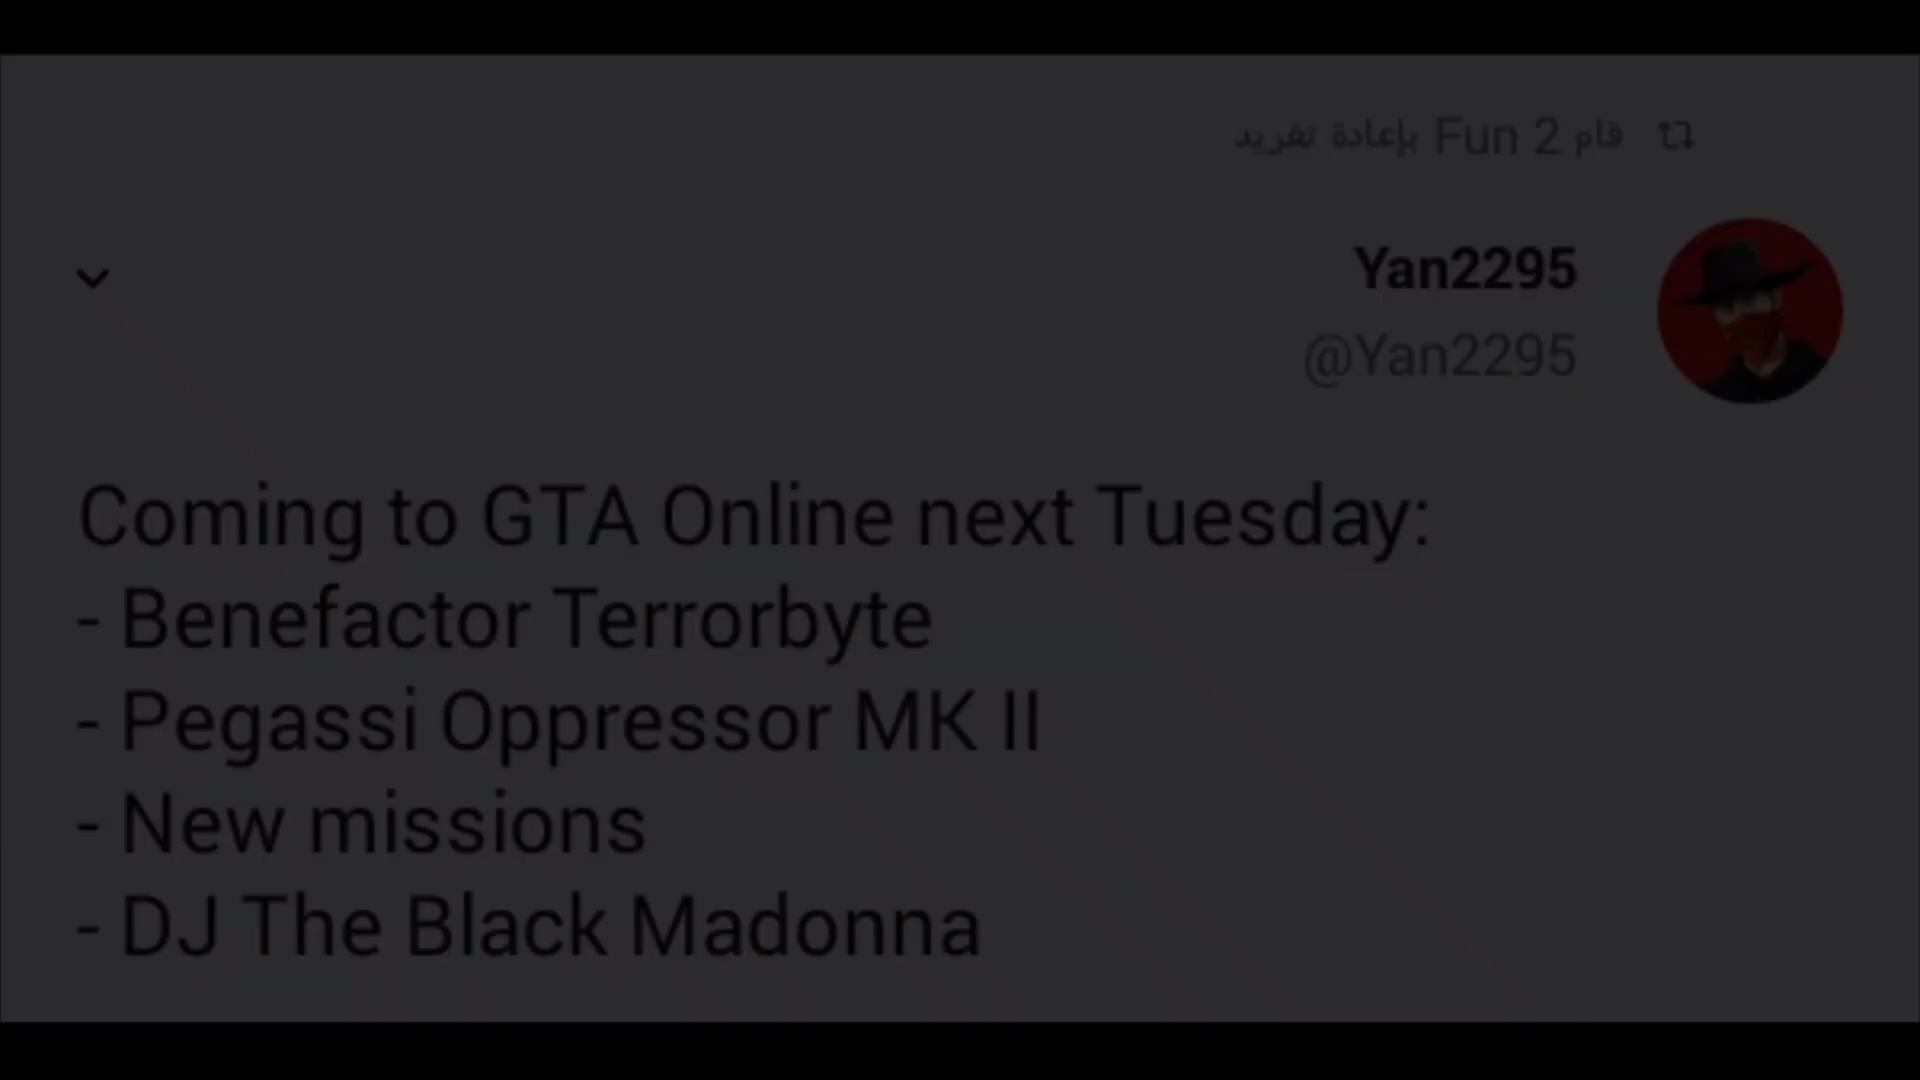 قام Fun 2 بإعادة تغريد
Yan2295
@Yan2295
Coming to GTA Online next Tuesday:
- Benefactor Terrorbyte
- Pegassi Oppressor MK II
- New missions
- DJ The Black Madonna